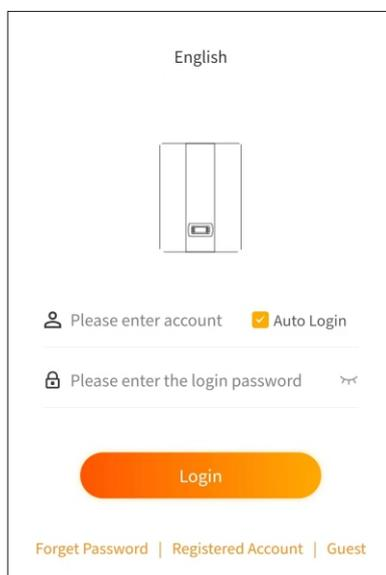 English
Please enter account Auto Login
Please enter the login password
Login
Forget Password | Registered Account | Guest